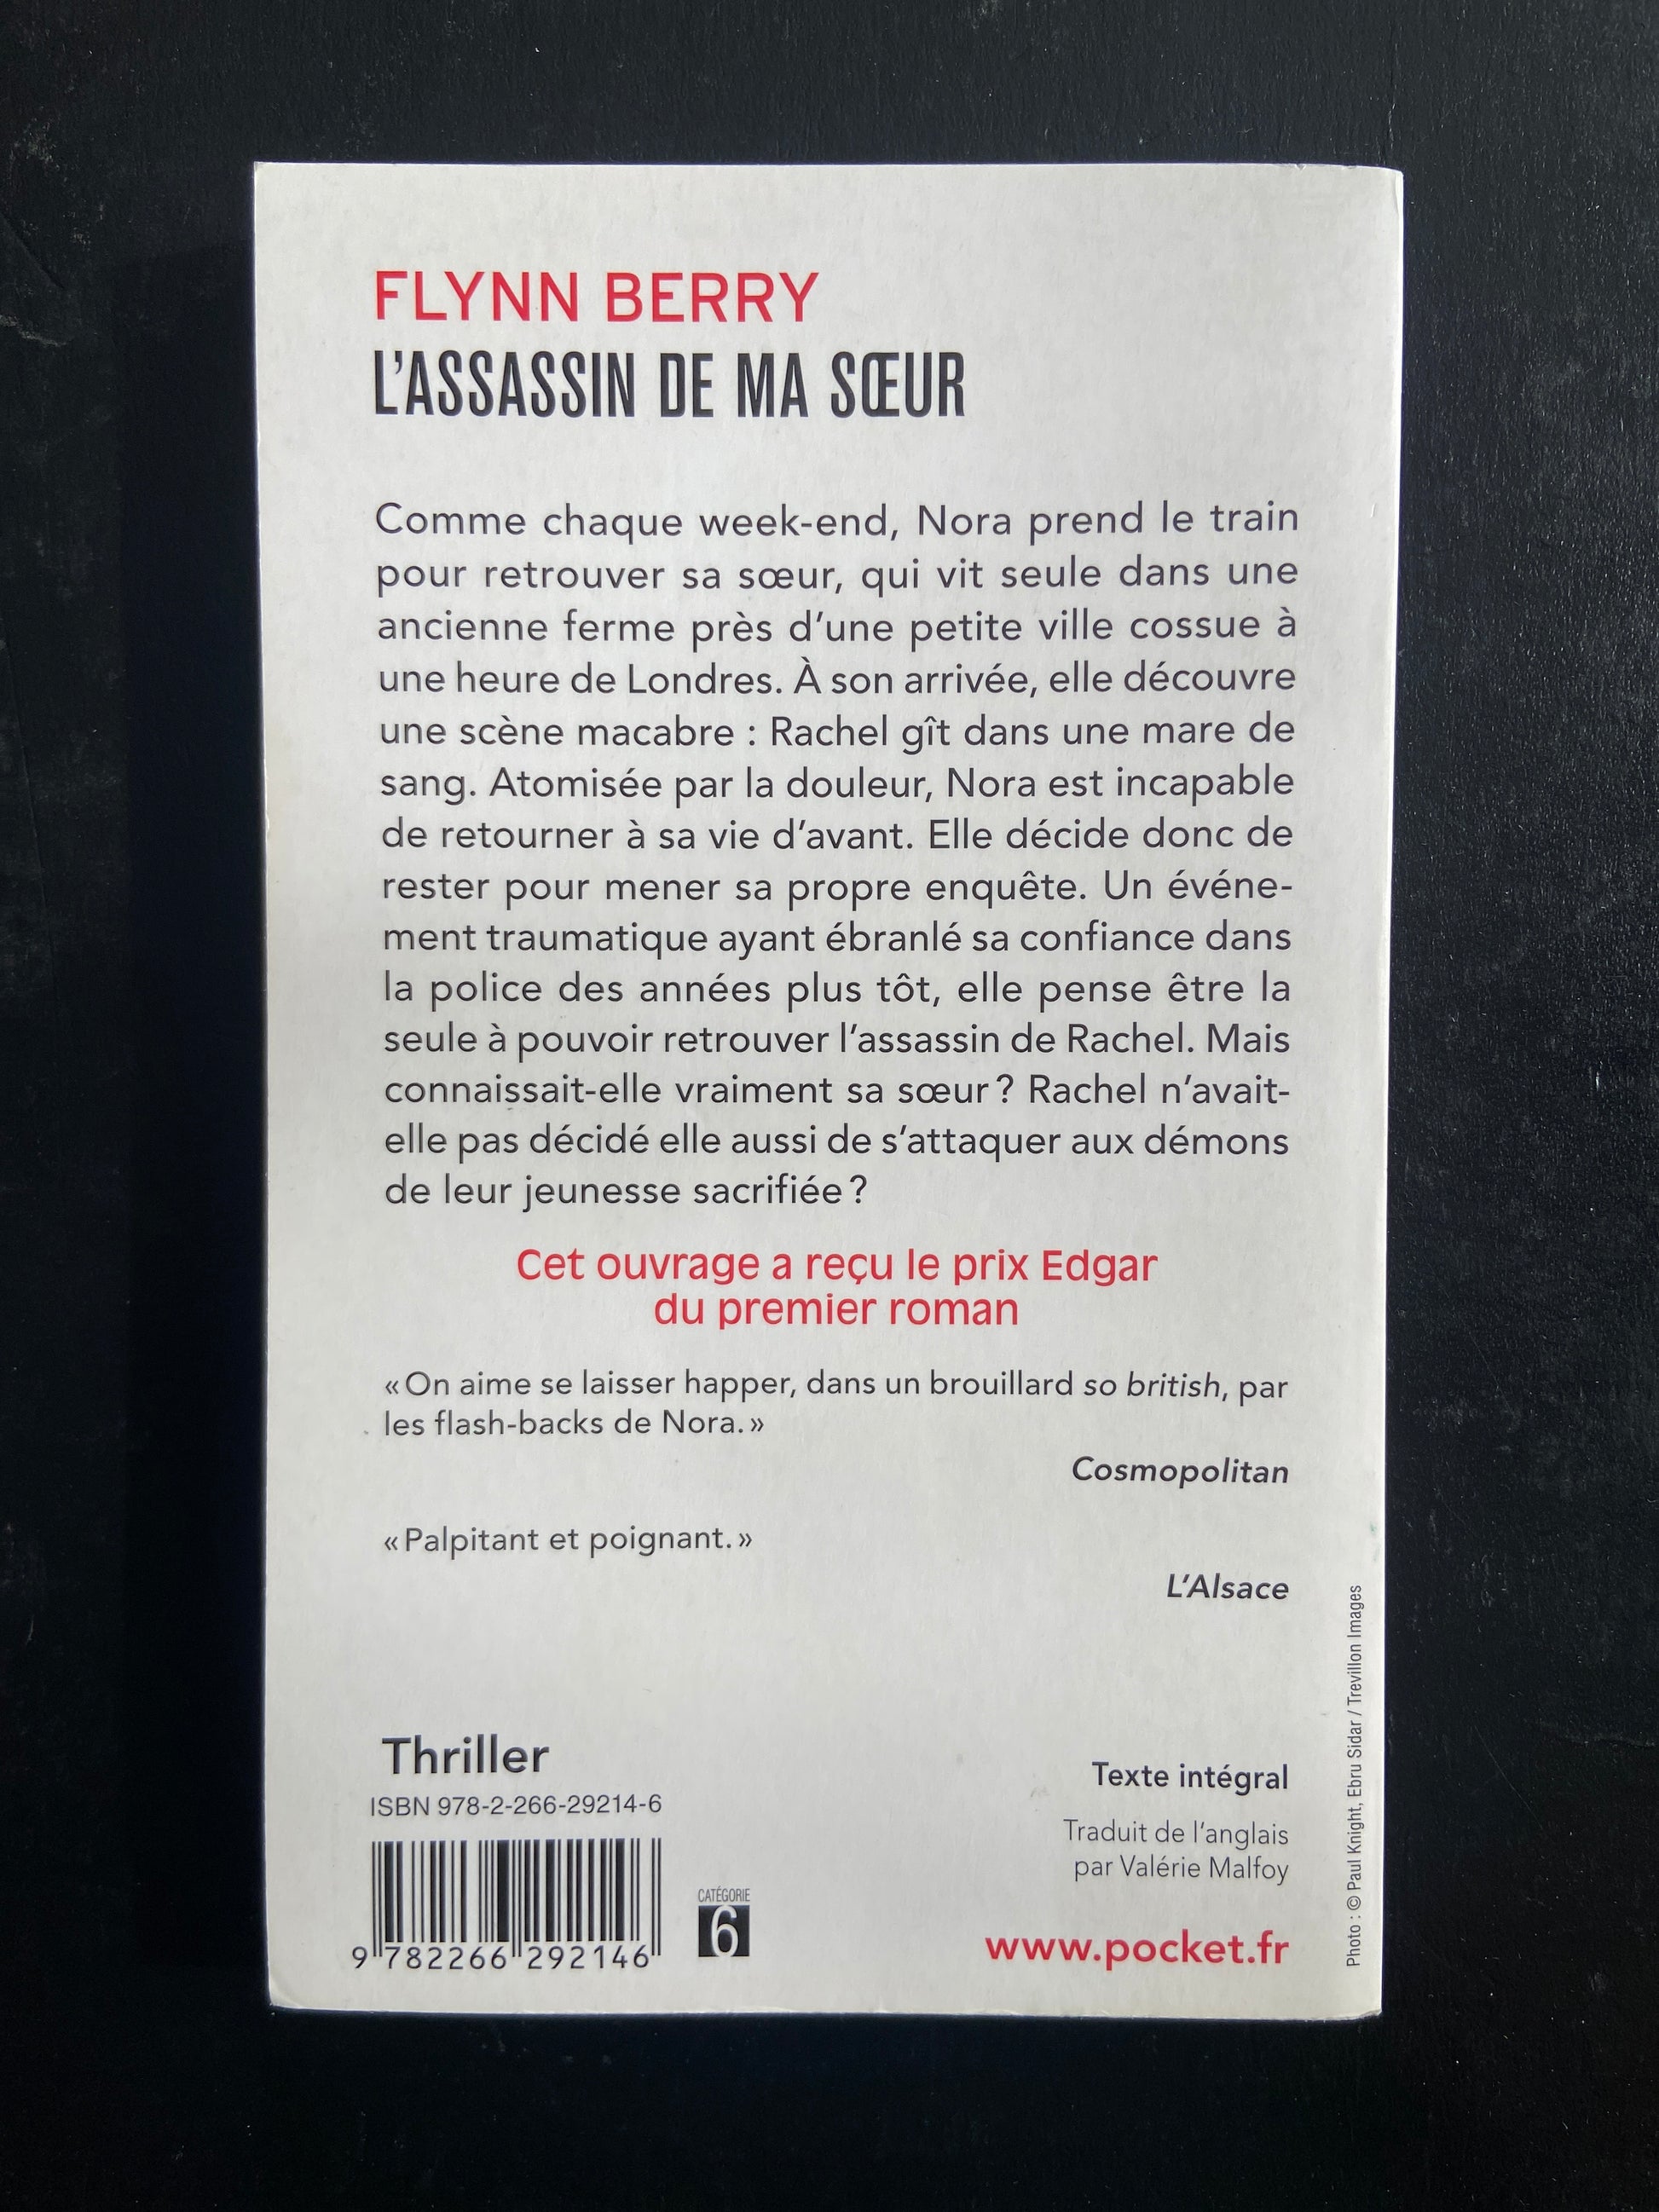 FLYNN BERRY
L'ASSASSIN DE MA SŒUR
Comme chaque week-end, Nora prend le train
pour retrouver sa sœur, qui vit seule dans une
ancienne ferme près d'une petite ville cossue à
une heure de Londres. À son arrivée, elle découvre
une scène macabre : Rachel gît dans une mare de
sang. Atomisée par la douleur, Nora est incapable
de retourner à sa vie d'avant. Elle décide donc de
rester pour mener sa propre enquête. Un événe-
ment traumatique ayant ébranlé sa confiance dans
la police des années plus tôt, elle pense être la
seule à pouvoir retrouver l'assassin de Rachel. Mais
connaissait-elle vraiment sa sœur ? Rachel n'avait-
elle pas décidé elle aussi de s'attaquer aux démons
de leur jeunesse sacrifiée ?
Cet ouvrage a reçu le prix Edgar
du premier roman
« On aime se laisser happer, dans un brouillard so british, par
les flash-backs de Nora. »
Cosmopolitan
« Palpitant et poignant. »
L'Alsace
Thriller
ISBN 978-2-266-29214-6
9 782266 292146
CATÉGORIE
6
Texte intégral
Traduit de l'anglais
par Valérie Malfoy
www.pocket.fr
Photo : © Paul Knight, Ebru Sidar / Trevillon Images